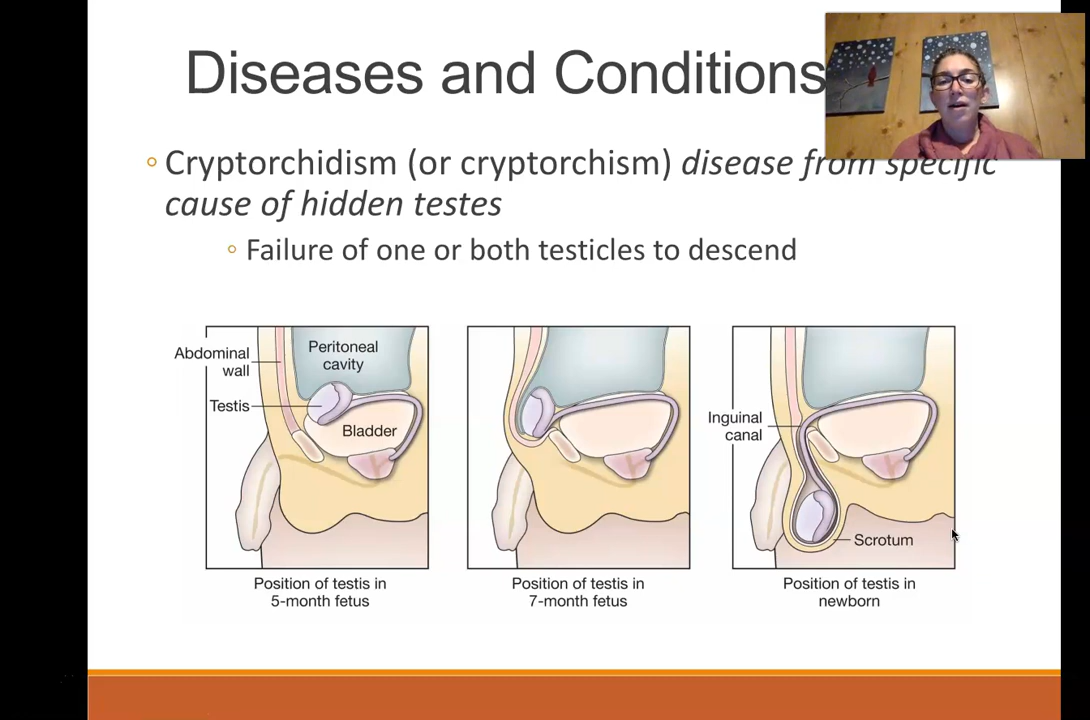 Diseases and Conditions
Cryptorchidism (or cryptorchism) disease from specific
cause of hidden testes
Failure of one or both testicles to descend
Abdominal
wall
Peritoneal
cavity
Testis
Bladder
Inguinal
canal
Scrotum
Position of testis in
5-month fetus
Position of testis in
7-month fetus
Position of testis in
newborn